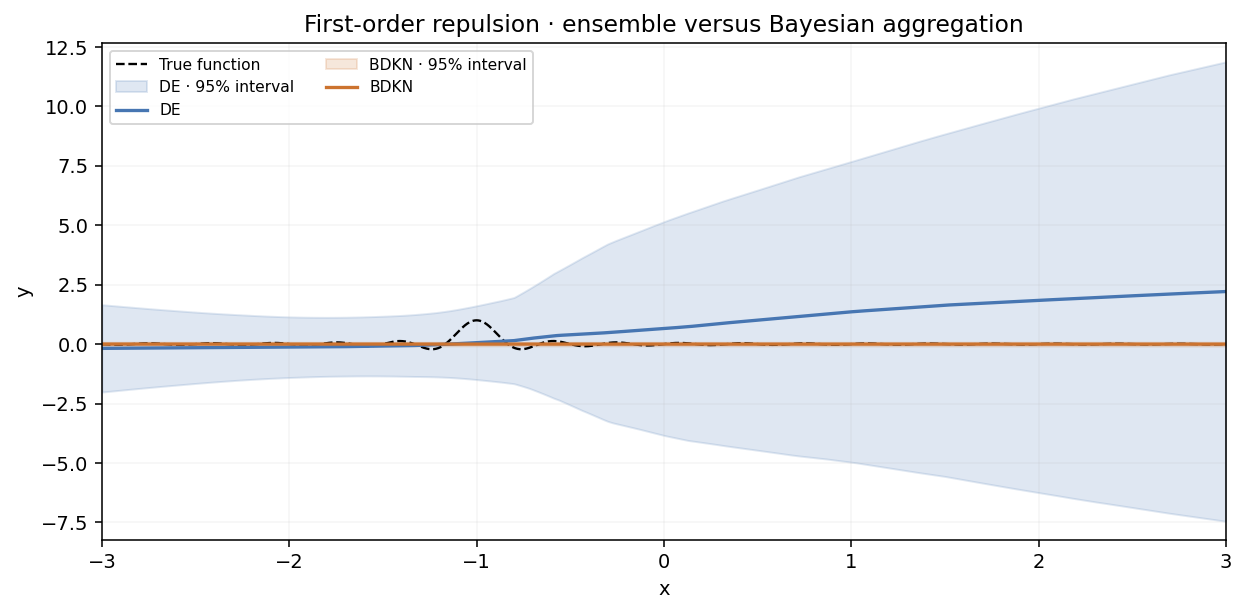 First-order repulsion · ensemble versus Bayesian aggregation
True function
DE · 95% interval
DE
BDKN · 95% interval
BDKN
12.5
10.0
7.5
5.0
2.5
0.0
−2.5
−5.0
−7.5
y
−3
−2
−1
0
1
2
3
x